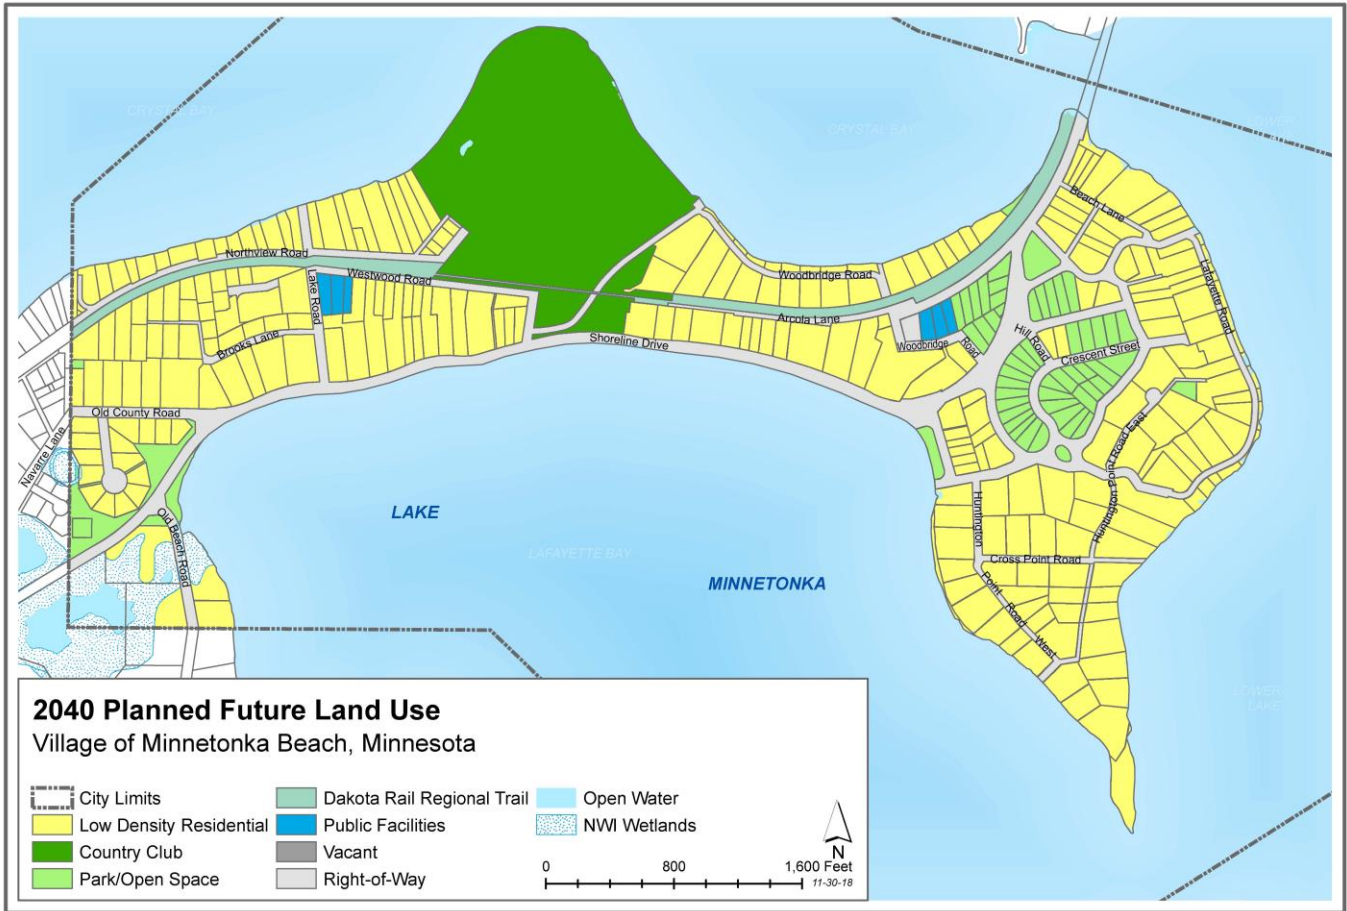 CRYSTAL BAY
CRYSTAL BAY
LOWER
LAKE
Beach Lane
Northview Road
Westwood Road
Lake Road
Woodbridge Road
Lafayette Road
Arcola Lane
Brooks Lane
Shoreline Drive
Woodbridge
Road
Hill Road
Crescent Street
Old County Road
Navarre Lane
Huntington Point Road East
Old Beach Road
LAKE
LAFAYETTE BAY
MINNETONKA
Huntington
Point
Road
West
Cross Point Road
LOWER
LAKE
2040 Planned Future Land Use
Village of Minnetonka Beach, Minnesota
City Limits
Low Density Residential
Country Club
Park/Open Space
Dakota Rail Regional Trail
Public Facilities
Vacant
Right-of-Way
Open Water
NWI Wetlands
N
0 800 1,600 Feet
11-30-18